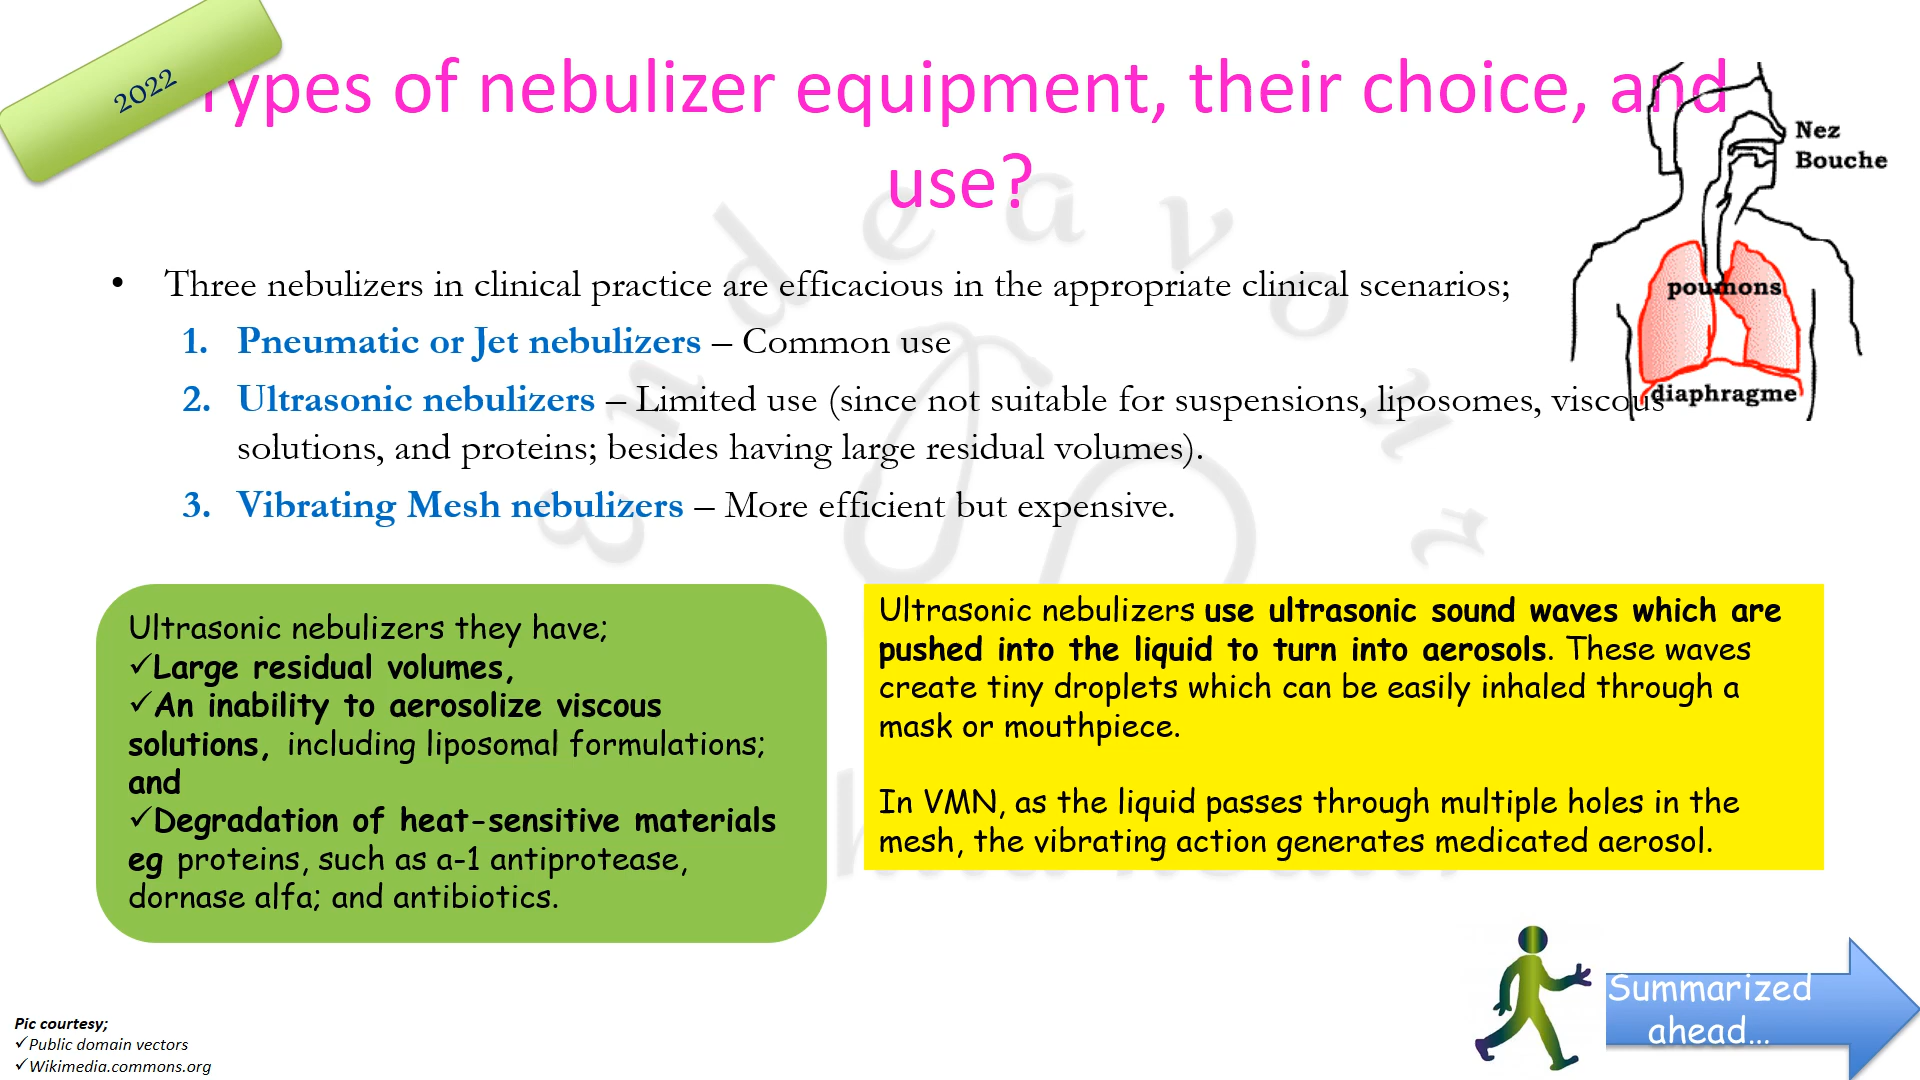 2022
Types of nebulizer equipment, their choice, and
use?
Nez
Bouche
poumons
diaphragme
• Three nebulizers in clinical practice are efficacious in the appropriate clinical scenarios;
1. Pneumatic or Jet nebulizers – Common use
2. Ultrasonic nebulizers – Limited use (since not suitable for suspensions, liposomes, viscous
solutions, and proteins; besides having large residual volumes).
3. Vibrating Mesh nebulizers – More efficient but expensive.
Ultrasonic nebulizers they have;
✓Large residual volumes,
✓An inability to aerosolize viscous
solutions, including liposomal formulations;
and
✓Degradation of heat-sensitive materials
eg proteins, such as a-1 antiprotease,
dornase alfa; and antibiotics.
Ultrasonic nebulizers use ultrasonic sound waves which are
pushed into the liquid to turn into aerosols. These waves
create tiny droplets which can be easily inhaled through a
mask or mouthpiece.
In VMN, as the liquid passes through multiple holes in the
mesh, the vibrating action generates medicated aerosol.
Summarized
ahead...
Pic courtesy;
✓Public domain vectors
✓Wikimedia.commons.org